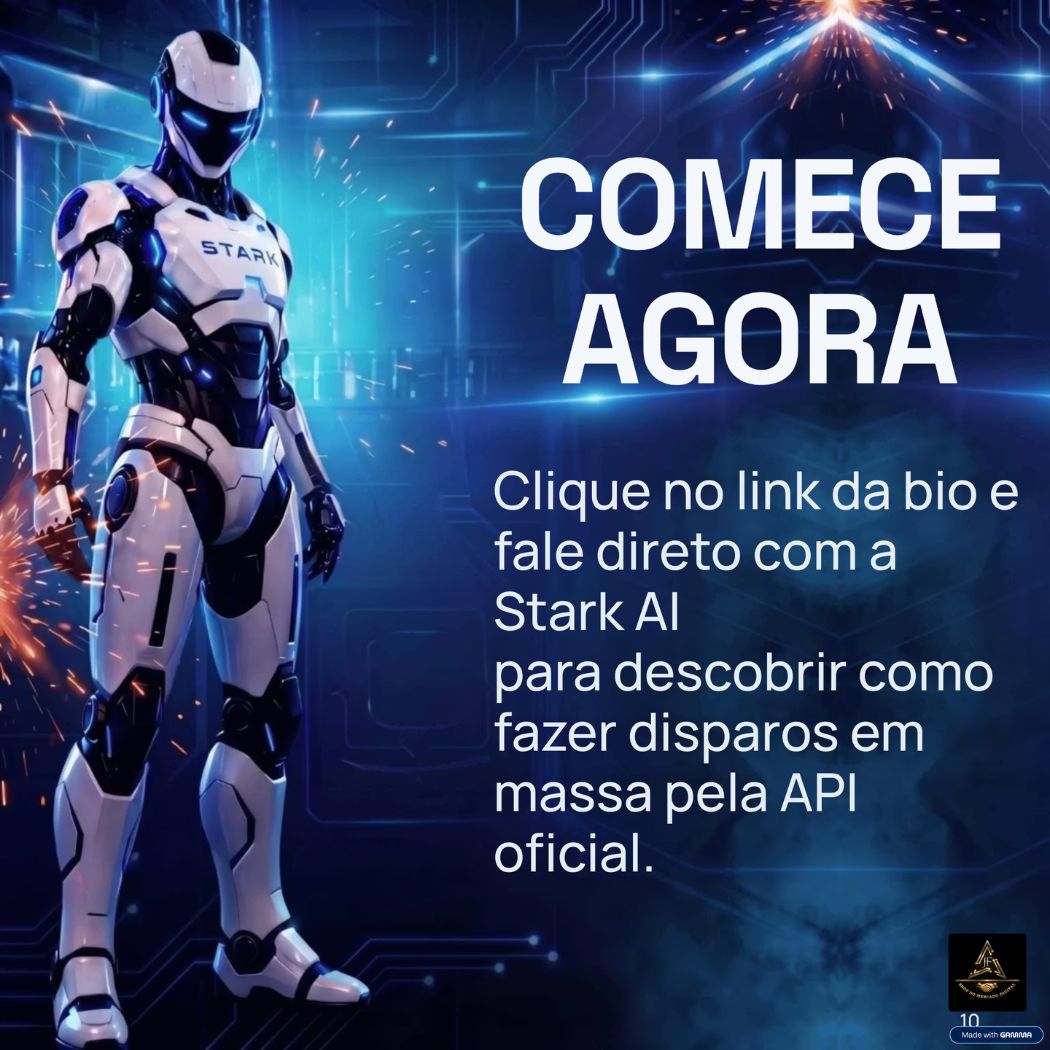 STARK
COMECE
AGORA
Clique no link da bio e
fale direto com a
Stark AI
para descobrir como
fazer disparos em
massa pela API
oficial.
10
Made with GAMMA